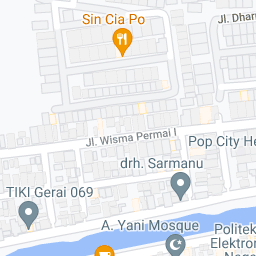 Sin Cia Po
Jl. Dhar
Jl. Wisma Permai I
Pop City He
drh. Sarmanu
TIKI Gerai 069
A. Yani Mosque
Politek
Elektron
Nega